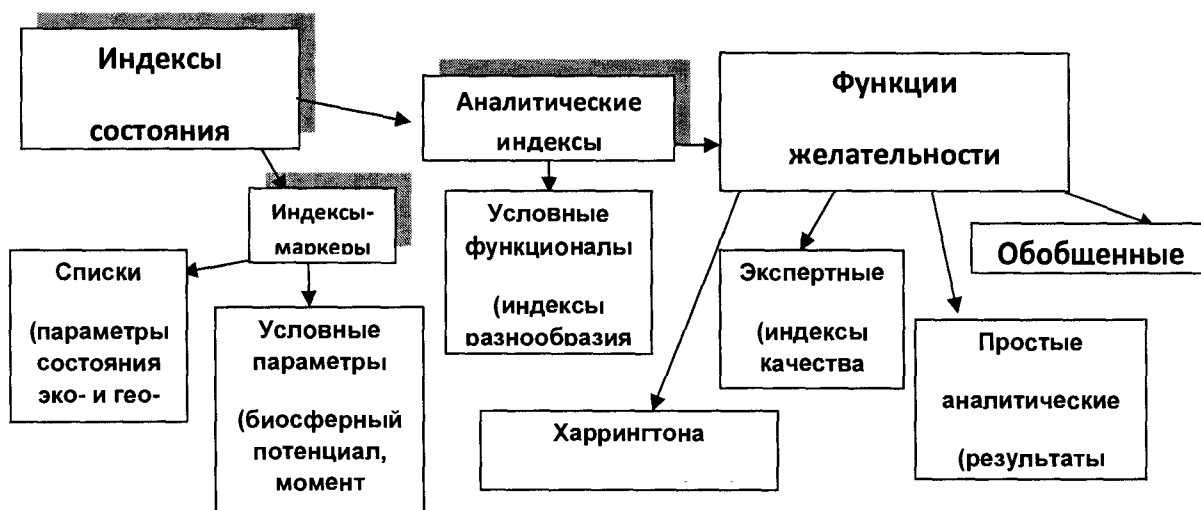 Индексы
состояния
Аналитические
индексы
Функции
желательности
Индексы-
маркеры
Списки
(параметры
состояния
эко- и гео-
Условные
параметры
(биосферный
потенциал,
момент
Условные
функционалы
(индексы
разнообразия
Харрингтона
Экспертные
(индексы
качества
Простые
аналитические
(результаты
Обобщенные